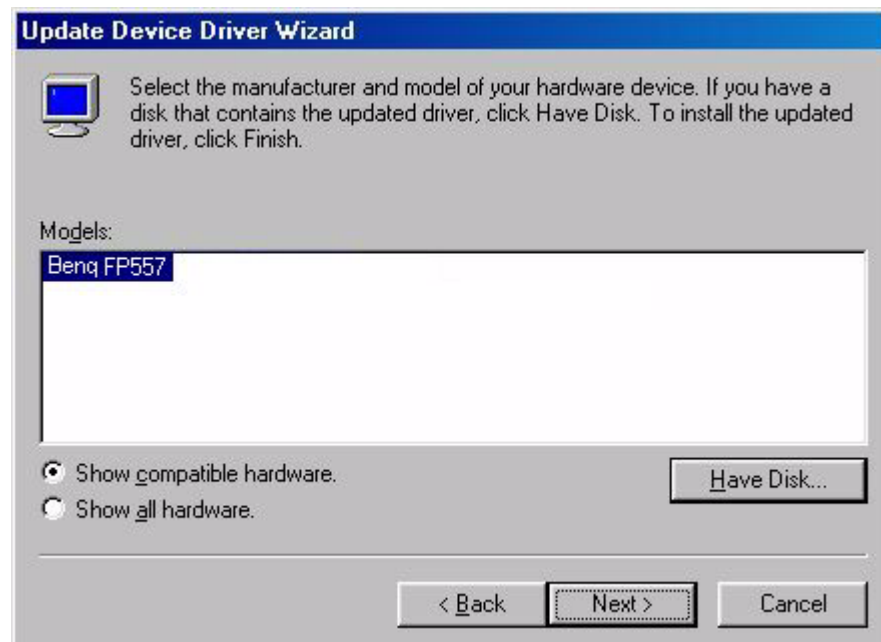 Update Device Driver Wizard
Select the manufacturer and model of your hardware device. If you have a
disk that contains the updated driver, click Have Disk. To install the updated
driver, click Finish.
Models:
Benq FP557
Show compatible hardware.
Have Disk...
Show all hardware.
< Back
Next >
Cancel